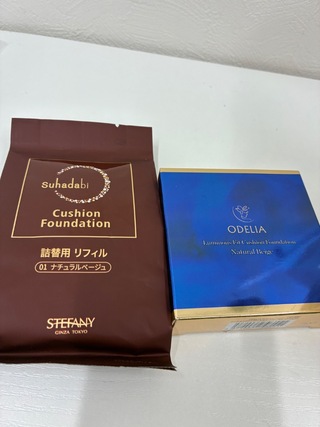 Suhadabi
Cushion
Foundation
詰替用 リフィル
01 ナチュラルベージュ
STEFANY
GINZA TOKYO
ODELIA
Luminous Fit Cushion Foundation
Natural Beige